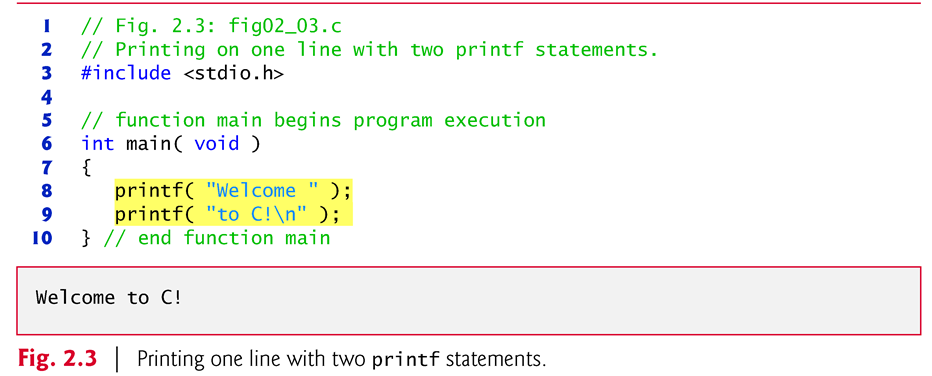 1 // Fig. 2.3: fig02_03.c
2 // Printing on one line with two printf statements.
3 #include <stdio.h>
4
5 // function main begins program execution
6 int main( void )
7 {
8    printf( "Welcome " );
9    printf( "to C!\n" );
10 } // end function main
Welcome to C!
Fig. 2.3 | Printing one line with two printf statements.